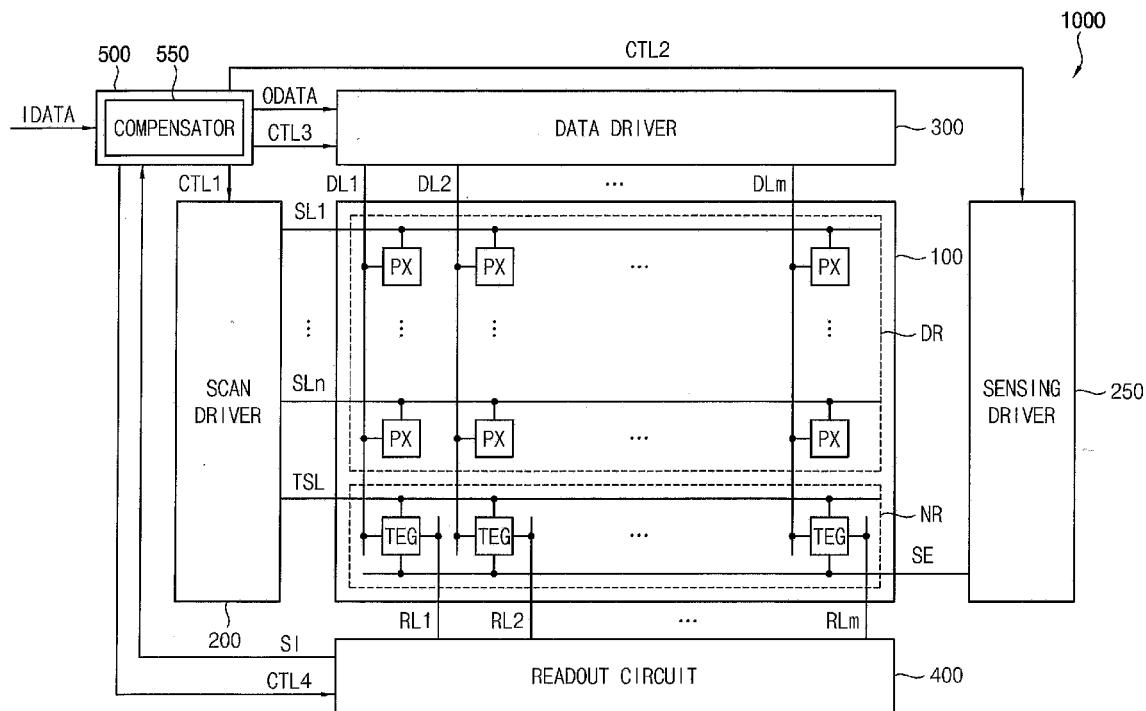 1000
500 550 CTL2
IDATA COMPENSATOR ODATA DATA DRIVER 300
CTL3
CTL1 DL1 DL2 ... DLm
SL1
PX PX ... PX 100
... ... ... ... DR
SCAN DRIVER SLn SENSING DRIVER 250
PX PX ... PX
TSL NR
TEG TEG ... TEG
SE
200 RL1 RL2 ... RLm
SI
CTL4 READOUT CIRCUIT 400